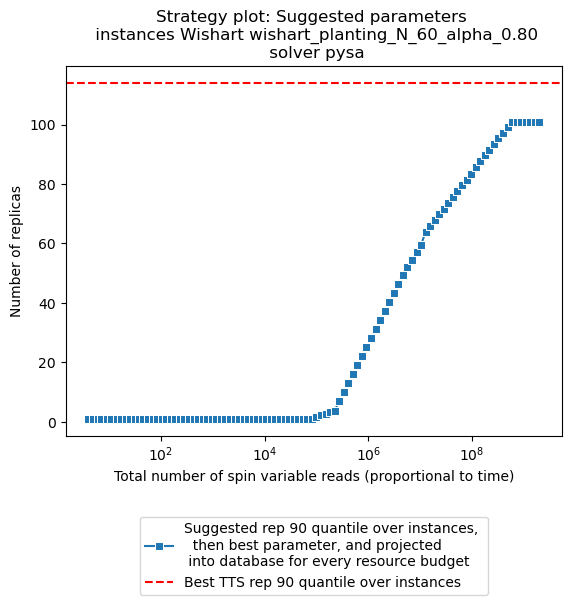 Strategy plot: Suggested parameters
instances Wishart wishart_planting_N_60_alpha_0.80
solver pysa
Number of replicas
100
80
60
40
20
0
10^2
10^4
10^6
10^8
Total number of spin variable reads (proportional to time)
Suggested rep 90 quantile over instances,
then best parameter, and projected
into database for every resource budget
Best TTS rep 90 quantile over instances